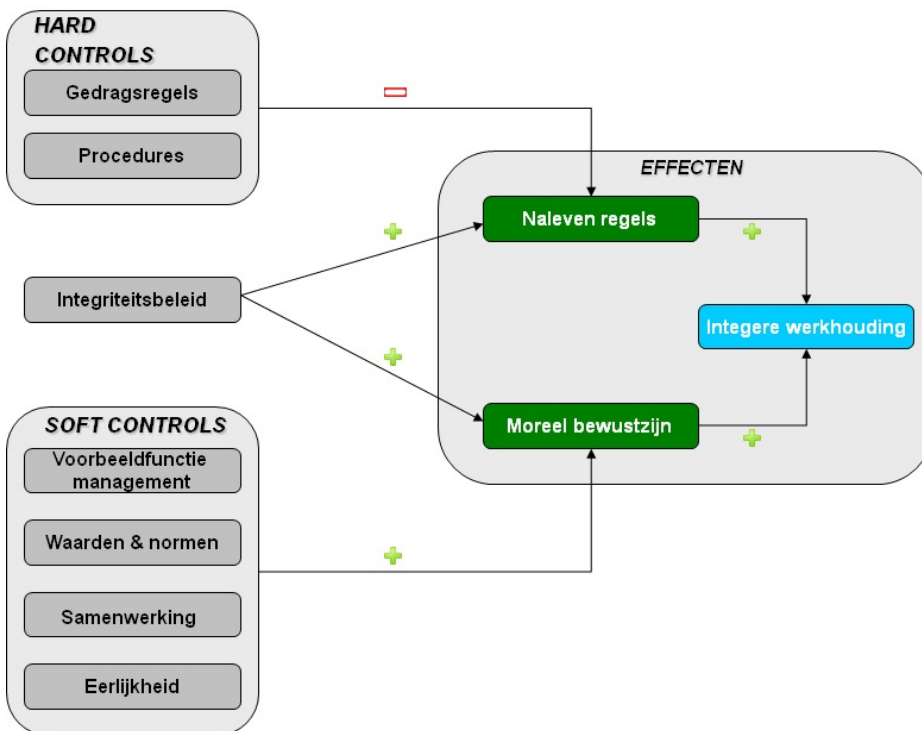 HARD
CONTROLS
Gedragsregels
Procedures
EFFECTEN
Naleven regels
Integriteitsbeleid
Integere werkhouding
Moreel bewustzijn
SOFT CONTROLS
Voorbeeldfunctie
management
Waarden & normen
Samenwerking
Eerlijkheid